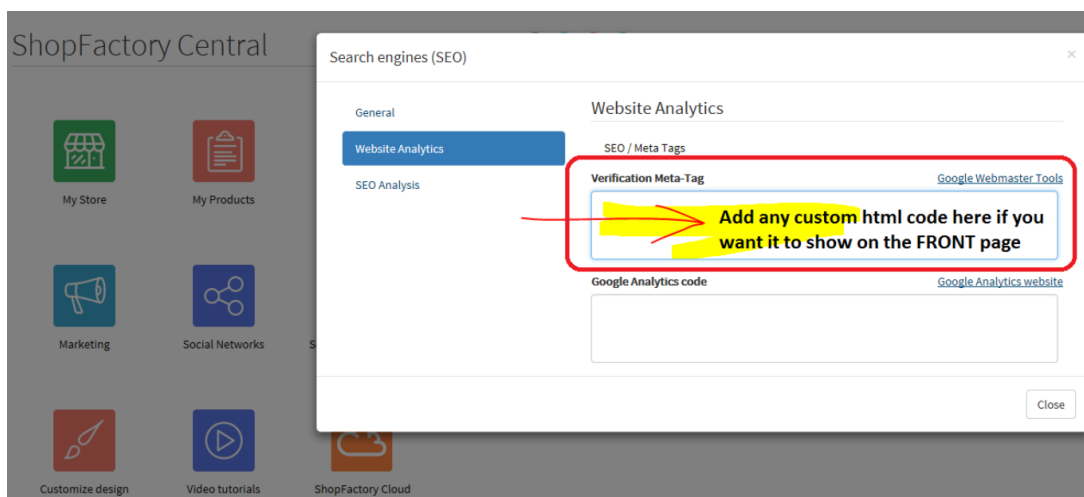 ShopFactory Central
Search engines (SEO)
×
General
Website Analytics
SEO Analysis
Website Analytics
SEO / Meta Tags
Verification Meta-Tag
Google Webmaster Tools
Add any custom html code here if you
want it to show on the FRONT page
Google Analytics code
Google Analytics website
Close
My Store
My Products
Marketing
Social Networks
S
Customize design
Video tutorials
ShopFactory Cloud